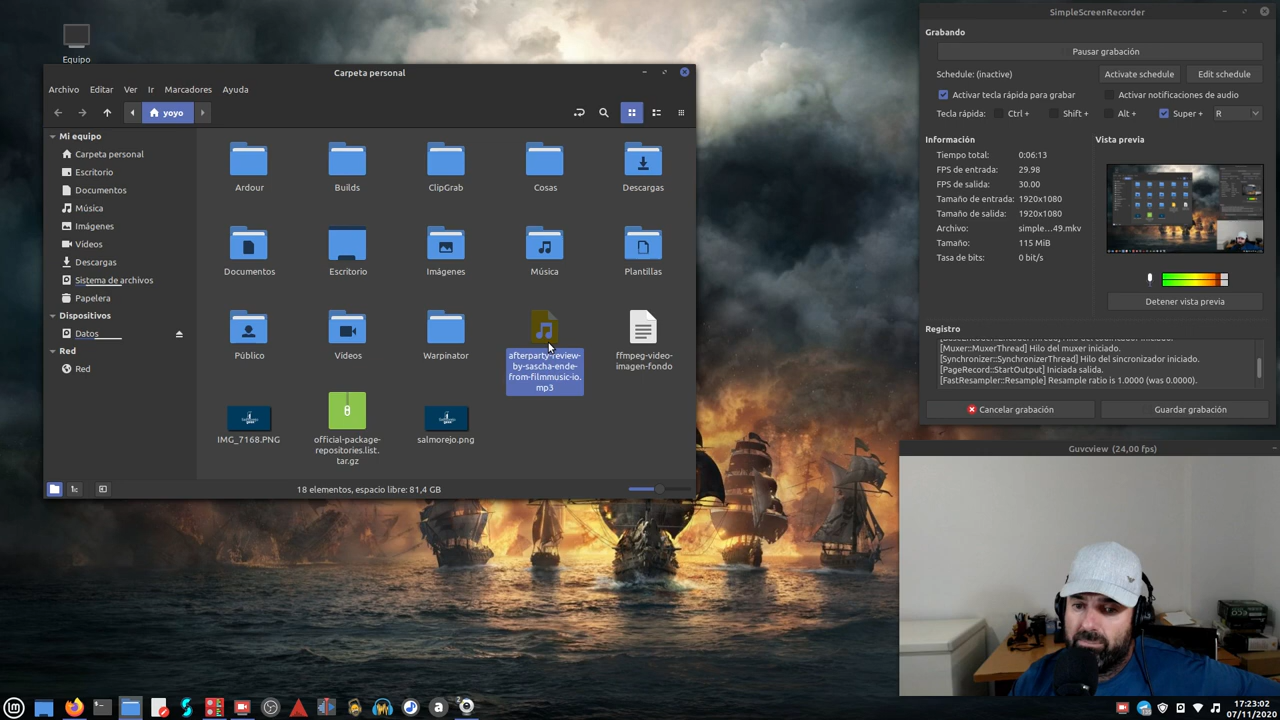 Equipo
Carpeta personal
Archivo Editar Ver Ir Marcadores Ayuda
yoyo
Mi equipo
Carpeta personal
Escritorio
Documentos
Música
Imágenes
Vídeos
Descargas
Sistema de archivos
Papelera
Dispositivos
Datos
Red
Red
Ardour
Builds
ClipGrab
Cosas
Descargas
Documentos
Escritorio
Imágenes
Música
Plantillas
Público
Vídeos
Warpinator
afterparty-review-
by-sascha-ende-
from-filmmusic-io.
mp3
ffmpeg-video-
imagen-fondo
IMG_7168.PNG
official-package-
repositories.list.
tar.gz
salmorejo.png
18 elementos, espacio libre: 81,4 GB
SimpleScreenRecorder
Grabando
Pausar grabación
Schedule: (inactive) Activate schedule Edit schedule
Activar tecla rápida para grabar Activar notificaciones de audio
Tecla rápida: Ctrl + Shift + Alt + Super + R
Información
Tiempo total: 0:06:13
FPS de entrada: 29.98
FPS de salida: 30.00
Tamaño de entrada: 1920x1080
Tamaño de salida: 1920x1080
Archivo: simple...49.mkv
Tamaño: 115 MiB
Tasa de bits: 0 bit/s
Vista previa
Detener vista previa
Registro
[Muxer::MuxerThread] Hilo del muxer iniciado.
[Synchronizer::SynchronizerThread] Hilo del sincronizador iniciado.
[PageRecord::StartOutput] Iniciada salida.
[FastResampler::Resample] Resample ratio is 1.0000 (was 0.0000).
Cancelar grabación Guardar grabación
Guvcview (24,00 fps)
17:23:02
07/11/2020